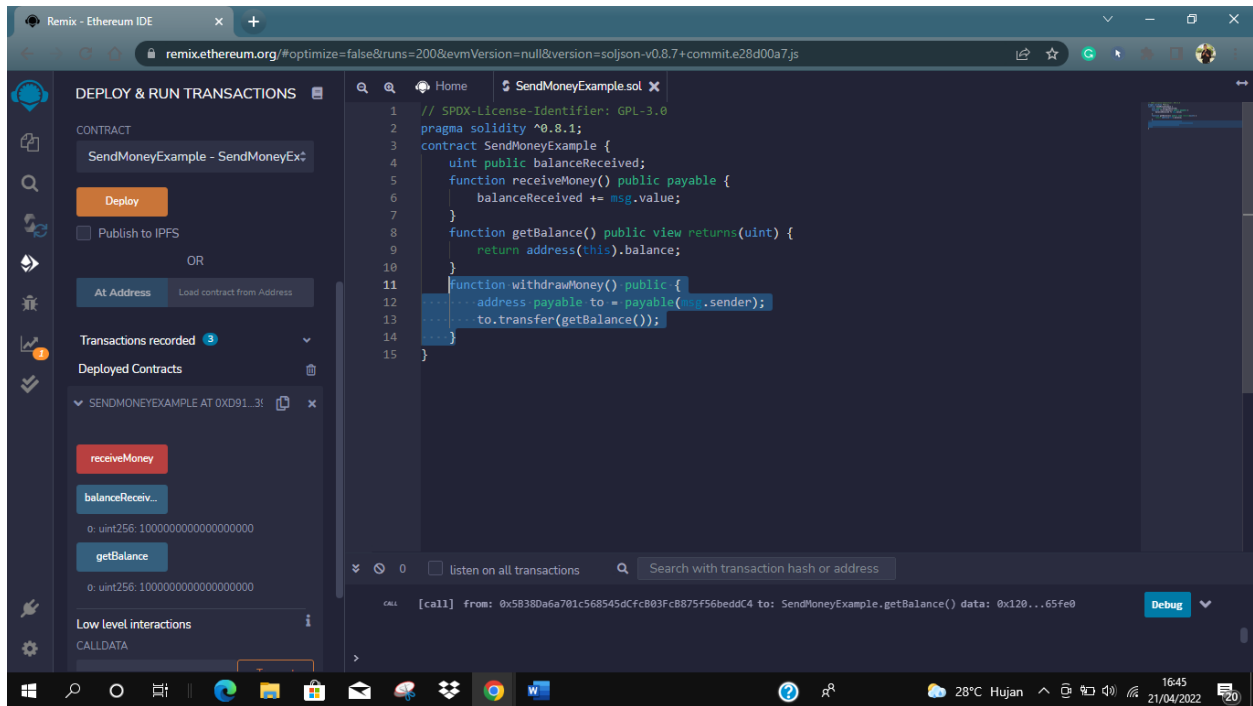 Remix - Ethereum IDE
remix.ethereum.org/#optimize=false&runs=200&evmVersion=null&version=soljson-v0.8.7+commit.e28d00a7.js
DEPLOY & RUN TRANSACTIONS
CONTRACT
SendMoneyExample - SendMoneyEx
Deploy
Publish to IPFS
OR
At Address
Load contract from Address
Transactions recorded 3
Deployed Contracts
SENDMONEYEXAMPLE AT 0XD91...39
receiveMoney
balanceReceiv...
0: uint256: 1000000000000000000
getBalance
0: uint256: 1000000000000000000
Low level interactions
CALLDATA
1
Home
SendMoneyExample.sol
1 // SPDX-License-Identifier: GPL-3.0
2 pragma solidity ^0.8.1;
3 contract SendMoneyExample {
4 uint public balanceReceived;
5 function receiveMoney() public payable {
6 balanceReceived += msg.value;
7 }
8 function getBalance() public view returns(uint) {
9 return address(this).balance;
10 }
11 function withdrawMoney() public {
12 address payable to = payable(msg.sender);
13 to.transfer(getBalance());
14 }
15 }
0
listen on all transactions
Search with transaction hash or address
CALL [call] from: 0x5B38Da6a701c568545dCfcB03FcB875f56beddC4 to: SendMoneyExample.getBalance() data: 0x120...65fe0
Debug
>
28°C Hujan
16:45
21/04/2022
20